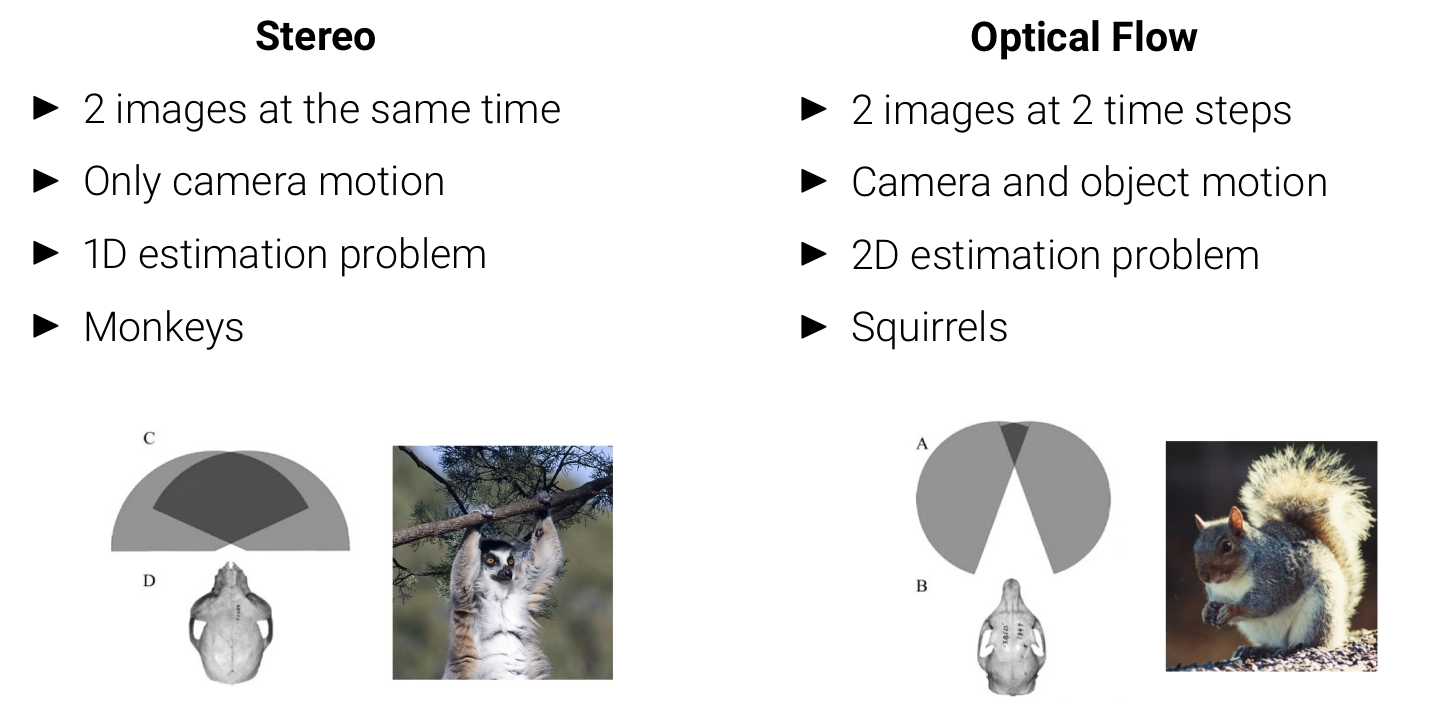 Stereo
► 2 images at the same time
► Only camera motion
► 1D estimation problem
► Monkeys
C
D
Optical Flow
► 2 images at 2 time steps
► Camera and object motion
► 2D estimation problem
► Squirrels
A
B